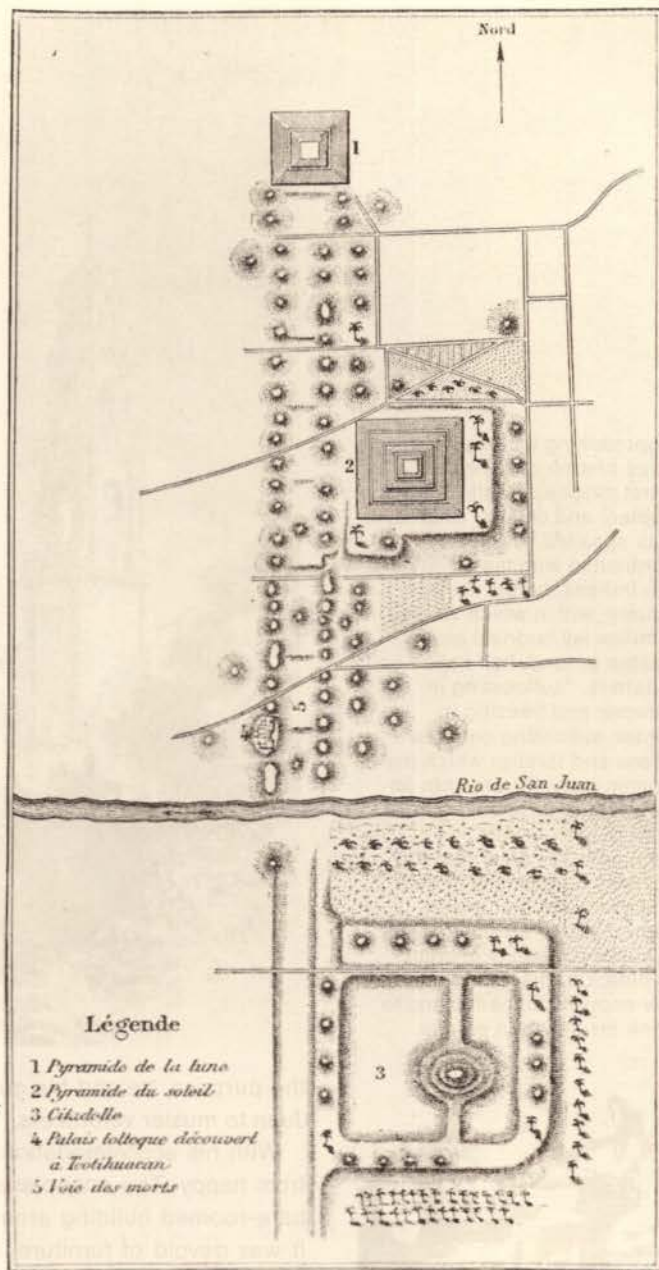 Nord
1
2
5
4
Rio de San Juan
3
Légende
1 Pyramide de la lune
2 Pyramide du soleil
3 Citadelle
4 Palais toltèque découvert
à Teotihuacan
5 Voie des morts